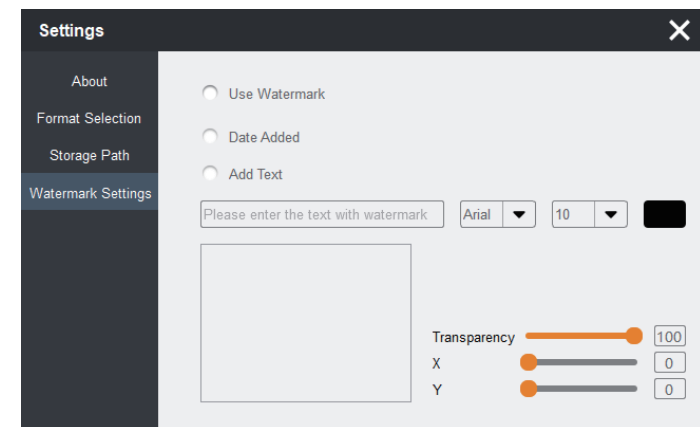 Settings
About
Format Selection
Storage Path
Watermark Settings
Use Watermark
Date Added
Add Text
Please enter the text with watermark
Arial
10
Transparency 100
X 0
Y 0